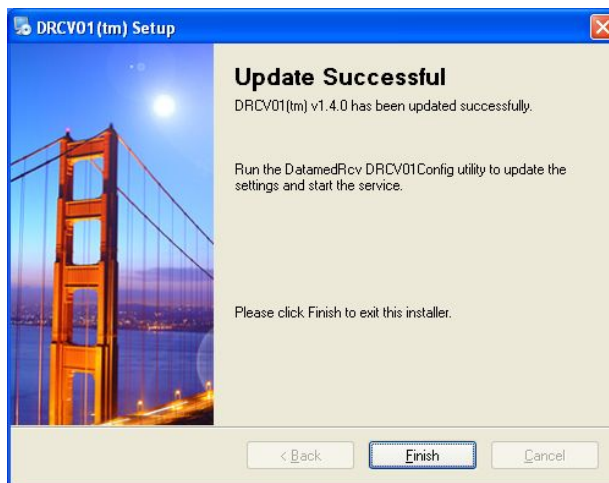 DRCV01(tm) Setup
Update Successful
DRCV01(tm) v1.4.0 has been updated successfully.
Run the DatamedRcv DRCV01Config utility to update the
settings and start the service.
Please click Finish to exit this installer.
< Back
Finish
Cancel